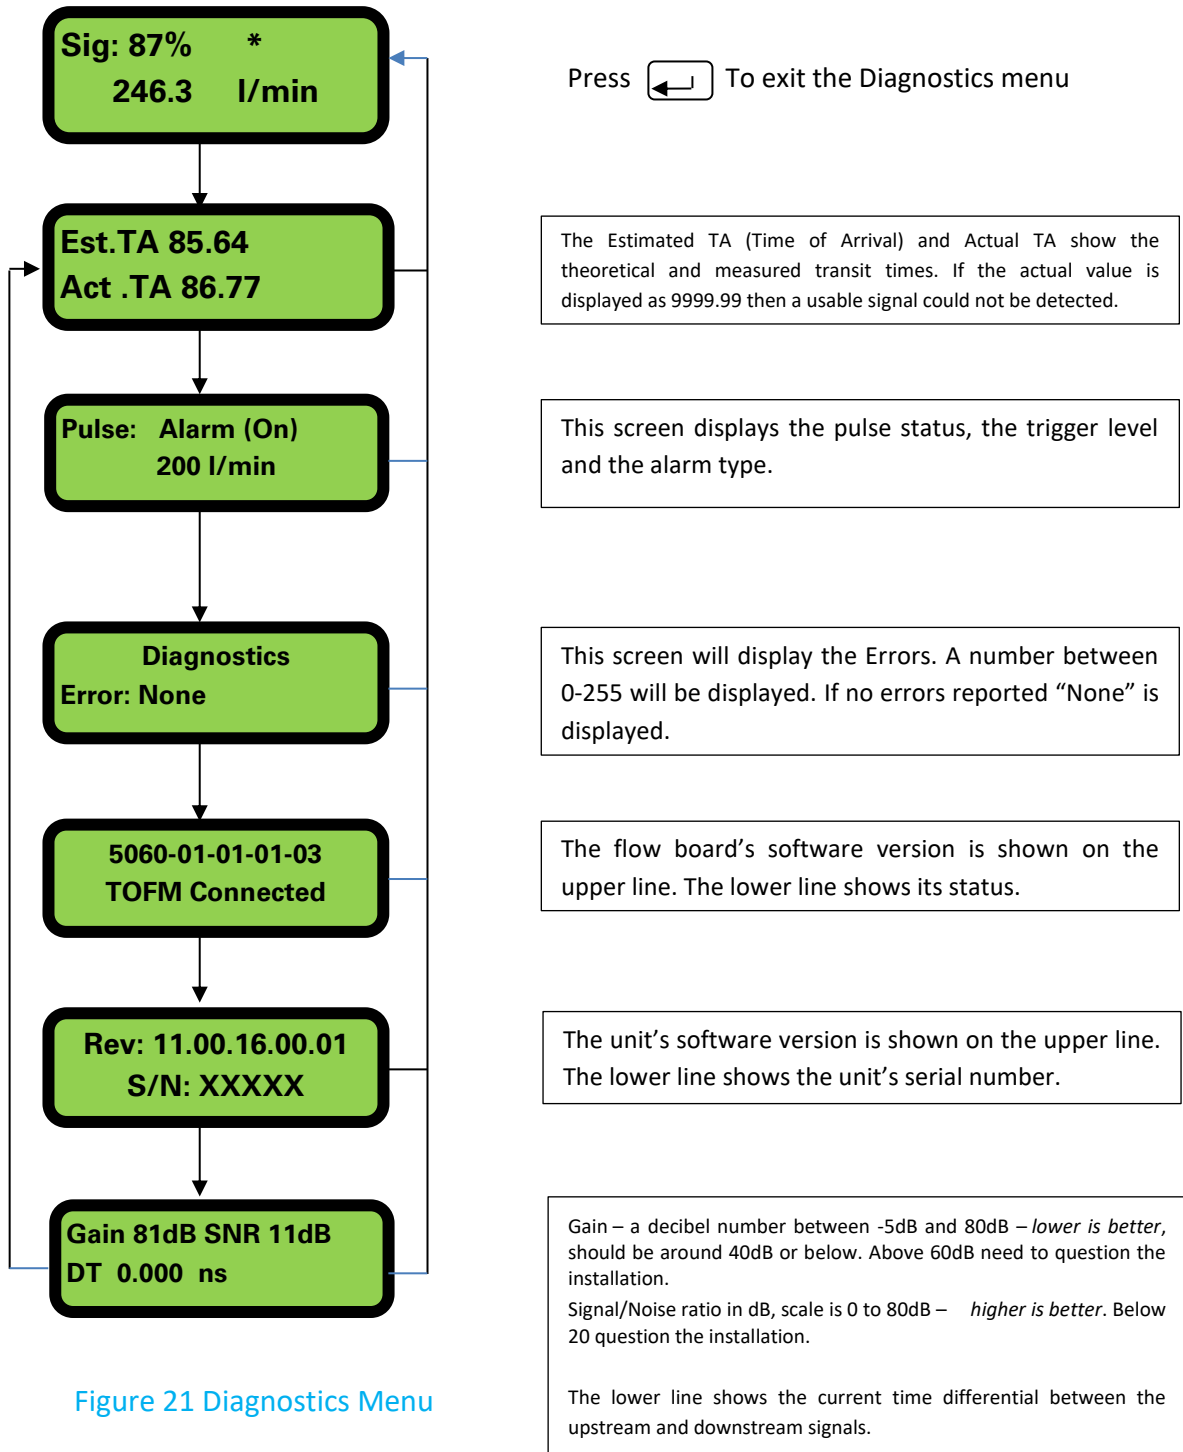 Sig: 87% *
246.3 l/min
Press To exit the Diagnostics menu
Est.TA 85.64
Act .TA 86.77
The Estimated TA (Time of Arrival) and Actual TA show the
theoretical and measured transit times. If the actual value is
displayed as 9999.99 then a usable signal could not be detected.
Pulse: Alarm (On)
200 l/min
This screen displays the pulse status, the trigger level
and the alarm type.
Diagnostics
Error: None
This screen will display the Errors. A number between
0-255 will be displayed. If no errors reported “None” is
displayed.
5060-01-01-01-03
TOFM Connected
The flow board’s software version is shown on the
upper line. The lower line shows its status.
Rev: 11.00.16.00.01
S/N: XXXXX
The unit’s software version is shown on the upper line.
The lower line shows the unit’s serial number.
Gain 81dB SNR 11dB
DT 0.000 ns
Gain – a decibel number between -5dB and 80dB – lower is better,
should be around 40dB or below. Above 60dB need to question the
installation.
Signal/Noise ratio in dB, scale is 0 to 80dB – higher is better. Below
20 question the installation.
The lower line shows the current time differential between the
upstream and downstream signals.
Figure 21 Diagnostics Menu